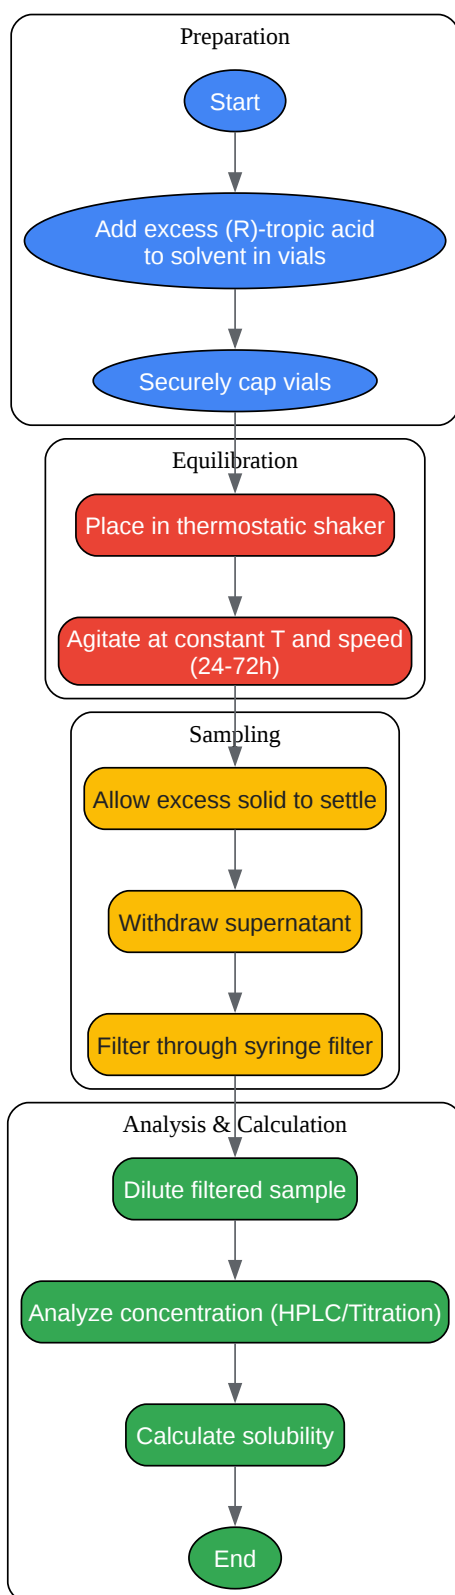 Preparation
Start
Add excess (R)-tropic acid
to solvent in vials
Securely cap vials
Equilibration
Place in thermostatic shaker
Agitate at constant T and speed
(24-72h)
Sampling
Allow excess solid to settle
Withdraw supernatant
Filter through syringe filter
Analysis & Calculation
Dilute filtered sample
Analyze concentration (HPLC/Titration)
Calculate solubility
End